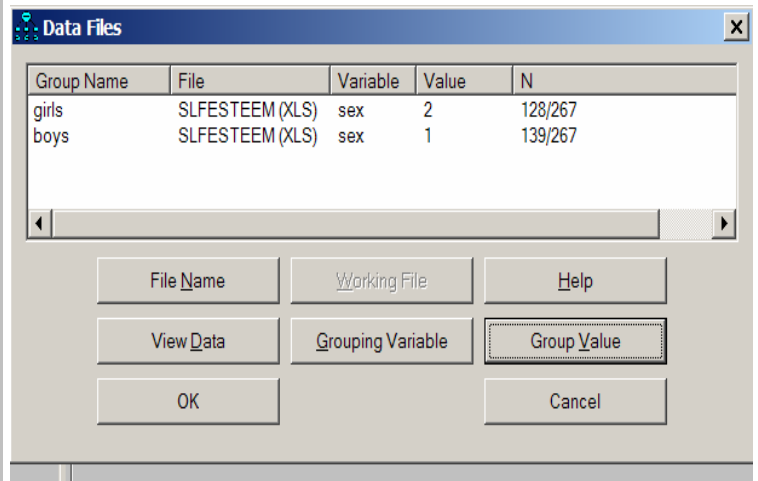 Data Files
Group Name File Variable Value N
girls SLFESTEEM (XLS) sex 2 128/267
boys SLFESTEEM (XLS) sex 1 139/267
File Name Working File Help
View Data Grouping Variable Group Value
OK Cancel